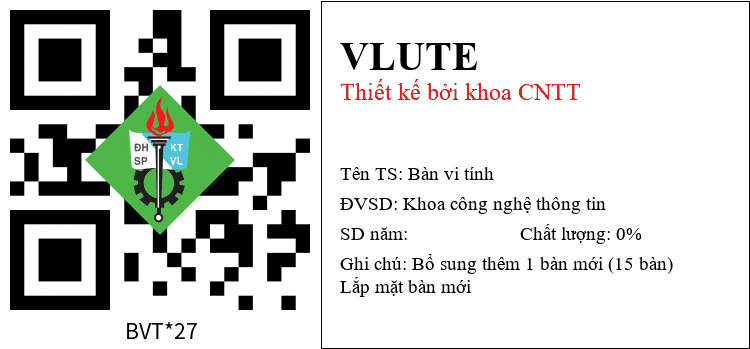 ĐH KT
SP VL
BVT*27
VLUTE
Thiết kế bởi khoa CNTT
Tên TS: Bàn vi tính
ĐVSD: Khoa công nghệ thông tin
SD năm: Chất lượng: 0%
Ghi chú: Bổ sung thêm 1 bàn mới (15 bàn)
Lắp mặt bàn mới